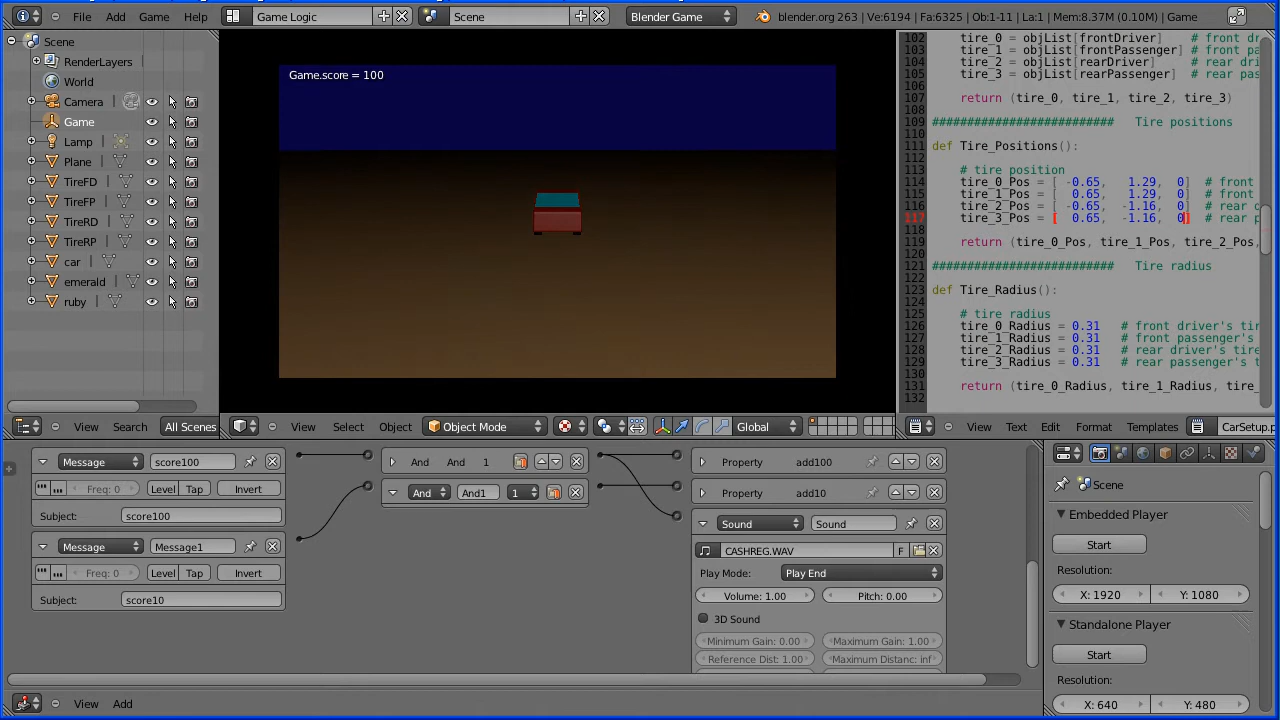 File Add Game Help Game Logic Scene Blender Game blender.org 263 | Ve:6194 | Fa:6325 | Ob:1-11 | La:1 | Mem:8.37M (0.10M) | Game
Scene
RenderLayers
World
Camera
Game
Lamp
Plane
TireFD
TireFP
TireRD
TireRP
car
emerald
ruby
View Search All Scenes
Game.score = 100
View Select Object Object Mode Global
102 tire_0 = objList[frontDriver] # front dr
103 tire_1 = objList[frontPassenger] # front pa
104 tire_2 = objList[rearDriver] # rear dri
105 tire_3 = objList[rearPassenger] # rear pas
106
107 return (tire_0, tire_1, tire_2, tire_3)
108
109 ########################## Tire positions
110
111 def Tire_Positions():
112
113 # tire position
114 tire_0_Pos = [ -0.65, 1.29, 0] # front
115 tire_1_Pos = [ 0.65, 1.29, 0] # front
116 tire_2_Pos = [ -0.65, -1.16, 0] # rear
117 tire_3_Pos = [ 0.65, -1.16, 0] # rear
118
119 return (tire_0_Pos, tire_1_Pos, tire_2_Pos,
120
121 ########################## Tire radius
122
123 def Tire_Radius():
124
125 # tire radius
126 tire_0_Radius = 0.31 # front driver's tir
127 tire_1_Radius = 0.31 # front passenger's
128 tire_2_Radius = 0.31 # rear driver's tire
129 tire_3_Radius = 0.31 # rear passenger's t
130
131 return (tire_0_Radius, tire_1_Radius, tire_
132
View Text Edit Format Templates CarSetup.p
Message score100
Freq: 0 Level Tap Invert
Subject: score100
Message Message1
Freq: 0 Level Tap Invert
Subject: score10
And And 1
And And1 1
Property add100
Property add10
Sound Sound
CASHREG.WAV F
Play Mode: Play End
Volume: 1.00 Pitch: 0.00
3D Sound
Minimum Gain: 0.00 Maximum Gain: 1.00
Reference Dist: 1.00 Maximum Distanc: inf
View Add
Scene
Embedded Player
Start
Resolution:
X: 1920 Y: 1080
Standalone Player
Start
Resolution:
X: 640 Y: 480